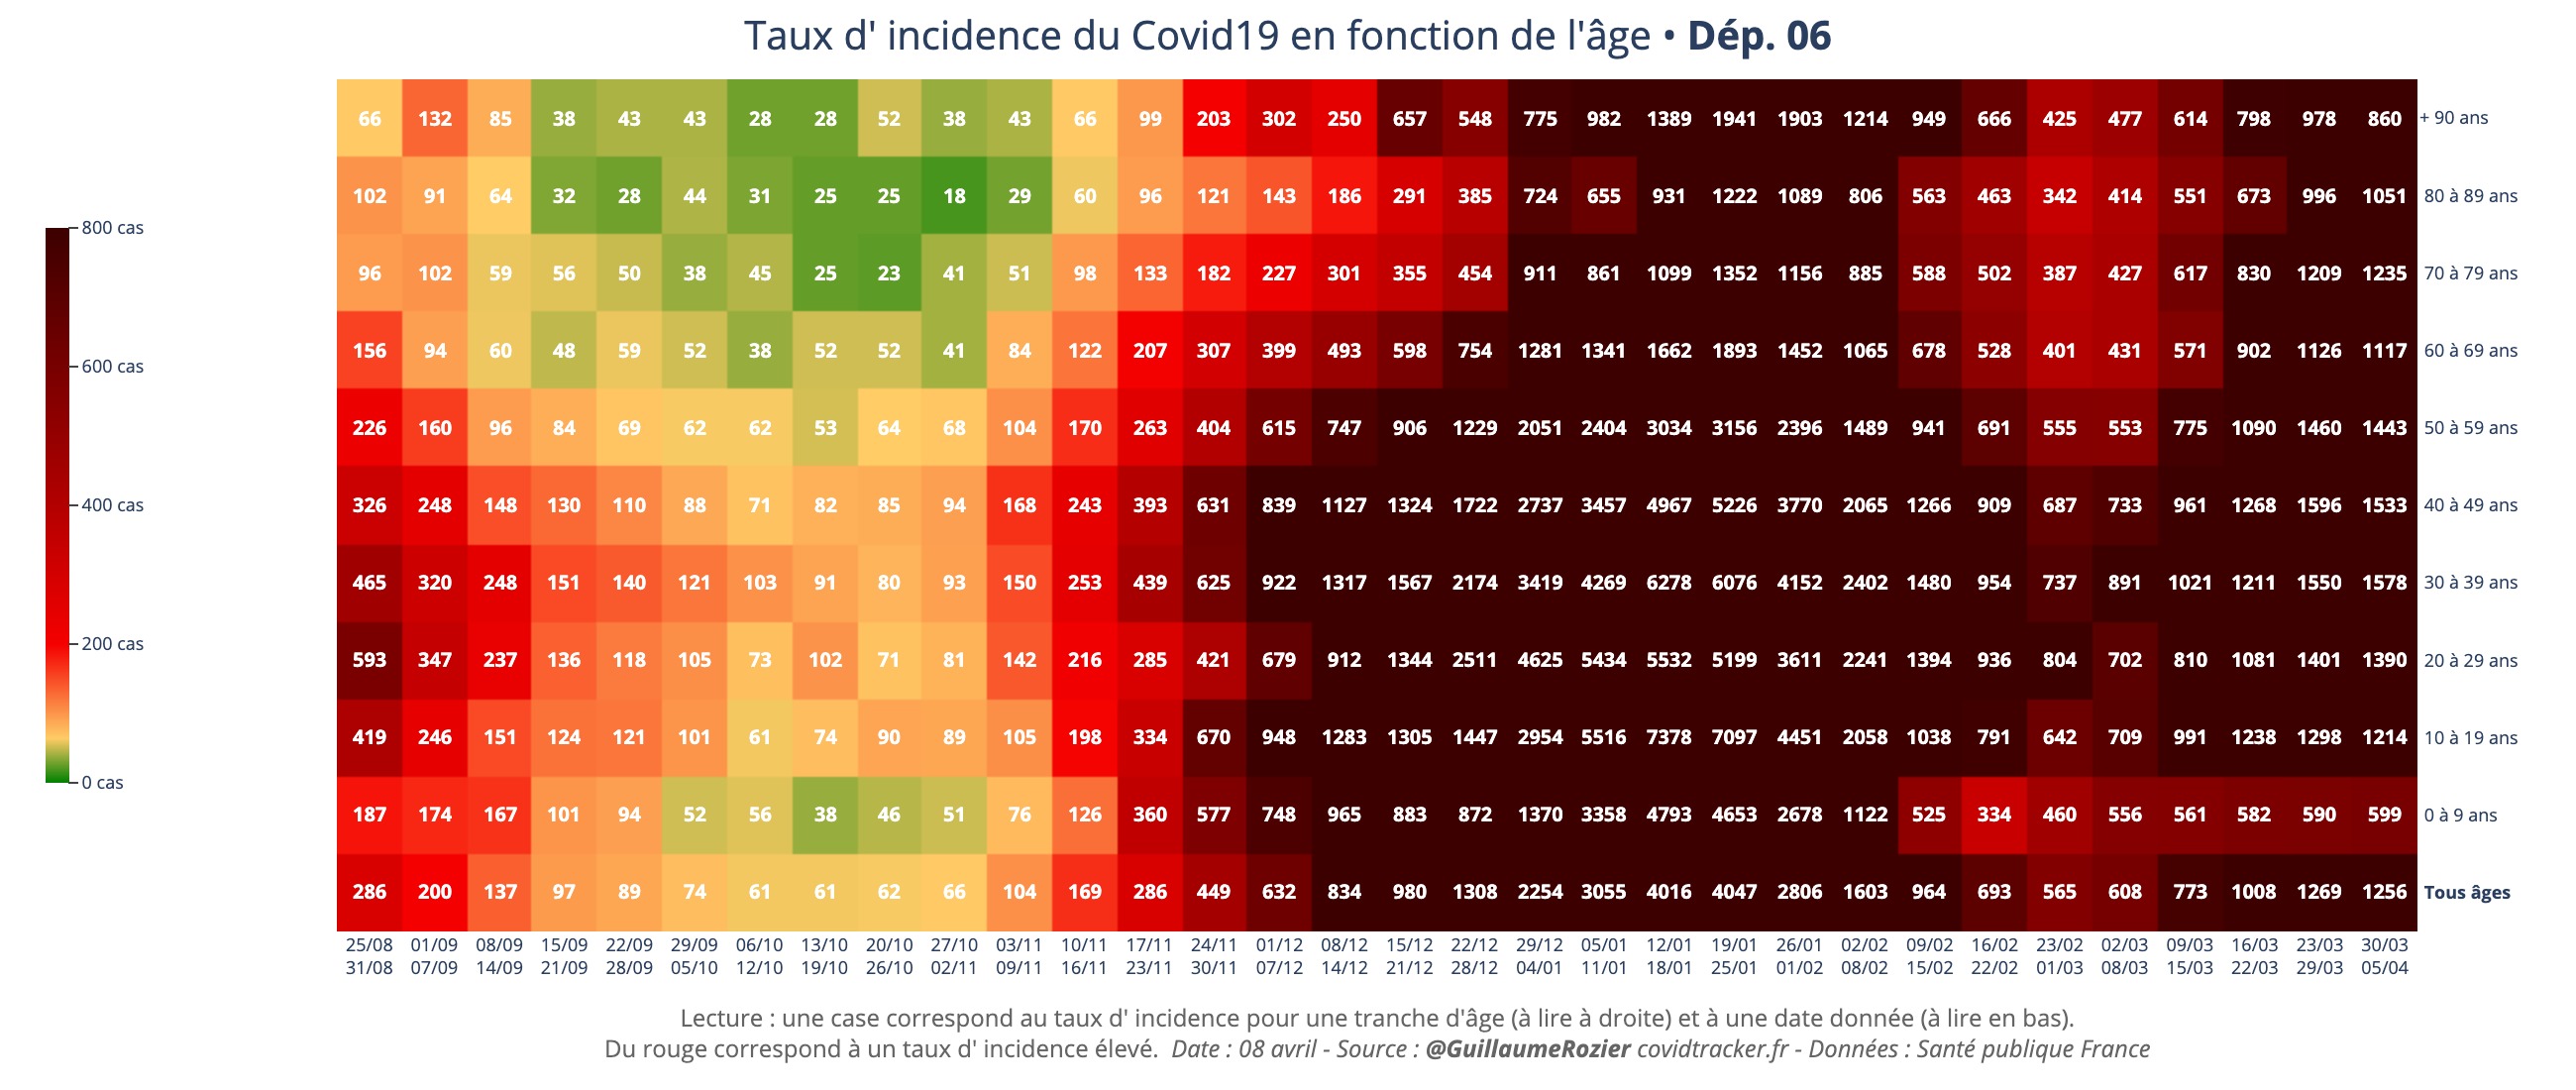 Taux d' incidence du Covid19 en fonction de l'âge • Dép. 06
800 cas
600 cas
400 cas
200 cas
0 cas
66 132 85 38 43 43 28 28 52 38 43 66 99 203 302 250 657 548 775 982 1389 1941 1903 1214 949 666 425 477 614 798 978 860 + 90 ans
102 91 64 32 28 44 31 25 25 18 29 60 96 121 143 186 291 385 724 655 931 1222 1089 806 563 463 342 414 551 673 996 1051 80 à 89 ans
96 102 59 56 50 38 45 25 23 41 51 98 133 182 227 301 355 454 911 861 1099 1352 1156 885 588 502 387 427 617 830 1209 1235 70 à 79 ans
156 94 60 48 59 52 38 52 52 41 84 122 207 307 399 493 598 754 1281 1341 1662 1893 1452 1065 678 528 401 431 571 902 1126 1117 60 à 69 ans
226 160 96 84 69 62 62 53 64 68 104 170 263 404 615 747 906 1229 2051 2404 3034 3156 2396 1489 941 691 555 553 775 1090 1460 1443 50 à 59 ans
326 248 148 130 110 88 71 82 85 94 168 243 393 631 839 1127 1324 1722 2737 3457 4967 5226 3770 2065 1266 909 687 733 961 1268 1596 1533 40 à 49 ans
465 320 248 151 140 121 103 91 80 93 150 253 439 625 922 1317 1567 2174 3419 4269 6278 6076 4152 2402 1480 954 737 891 1021 1211 1550 1578 30 à 39 ans
593 347 237 136 118 105 73 102 71 81 142 216 285 421 679 912 1344 2511 4625 5434 5532 5199 3611 2241 1394 936 804 702 810 1081 1401 1390 20 à 29 ans
419 246 151 124 121 101 61 74 90 89 105 198 334 670 948 1283 1305 1447 2954 5516 7378 7097 4451 2058 1038 791 642 709 991 1238 1298 1214 10 à 19 ans
187 174 167 101 94 52 56 38 46 51 76 126 360 577 748 965 883 872 1370 3358 4793 4653 2678 1122 525 334 460 556 561 582 590 599 0 à 9 ans
286 200 137 97 89 74 61 61 62 66 104 169 286 449 632 834 980 1308 2254 3055 4016 4047 2806 1603 964 693 565 608 773 1008 1269 1256 Tous âges
25/08 01/09 08/09 15/09 22/09 29/09 06/10 13/10 20/10 27/10 03/11 10/11 17/11 24/11 01/12 08/12 15/12 22/12 29/12 05/01 12/01 19/01 26/01 02/02 09/02 16/02 23/02 02/03 09/03 16/03 23/03 30/03
31/08 07/09 14/09 21/09 28/09 05/10 12/10 19/10 26/10 02/11 09/11 16/11 23/11 30/11 07/12 14/12 21/12 28/12 04/01 11/01 18/01 25/01 01/02 08/02 15/02 22/02 01/03 08/03 15/03 22/03 29/03 05/04
Lecture : une case correspond au taux d' incidence pour une tranche d'âge (à lire à droite) et à une date donnée (à lire en bas).
Du rouge correspond à un taux d' incidence élevé. Date : 08 avril - Source : @GuillaumeRozier covidtracker.fr - Données : Santé publique France